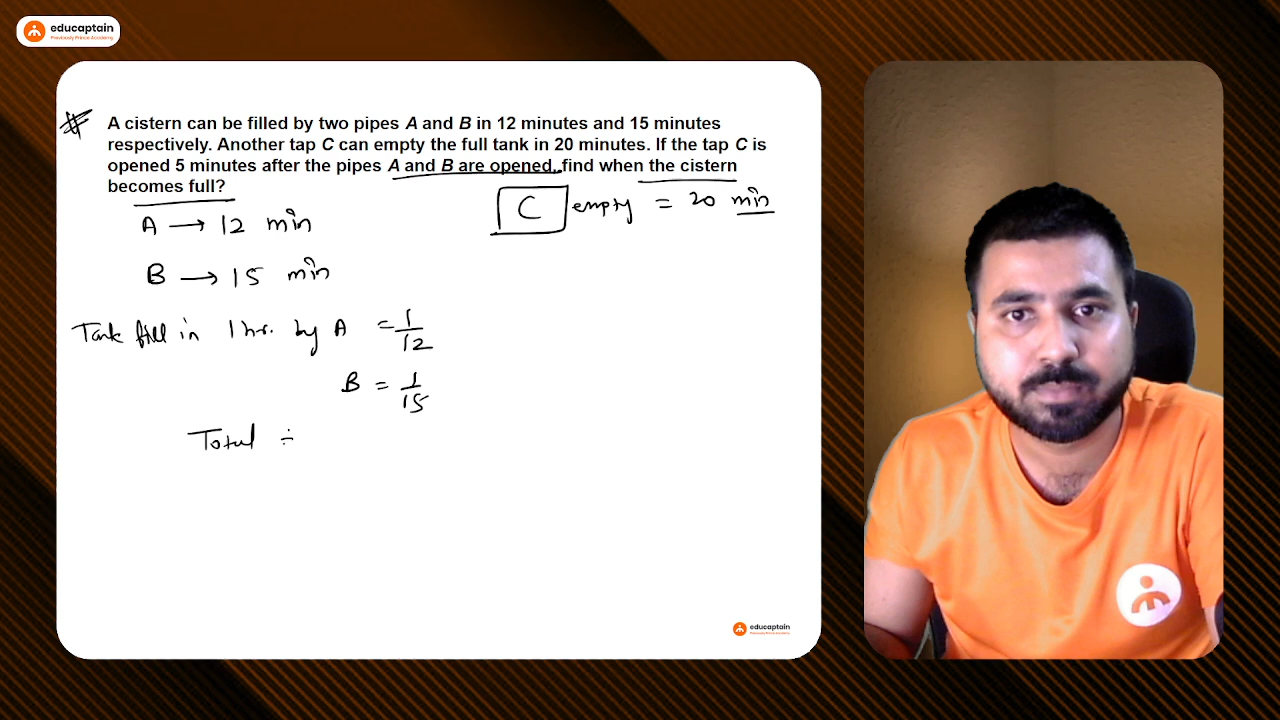 educaptain
Previously Prince Academy
A cistern can be filled by two pipes A and B in 12 minutes and 15 minutes
respectively. Another tap C can empty the full tank in 20 minutes. If the tap C is
opened 5 minutes after the pipes A and B are opened, find when the cistern
becomes full?
C empty = 20 min
A → 12 min
B → 15 min
Tank fill in 1 hr. by A = 1/12
B = 1/15
Total =
educaptain
Previously Prince Academy